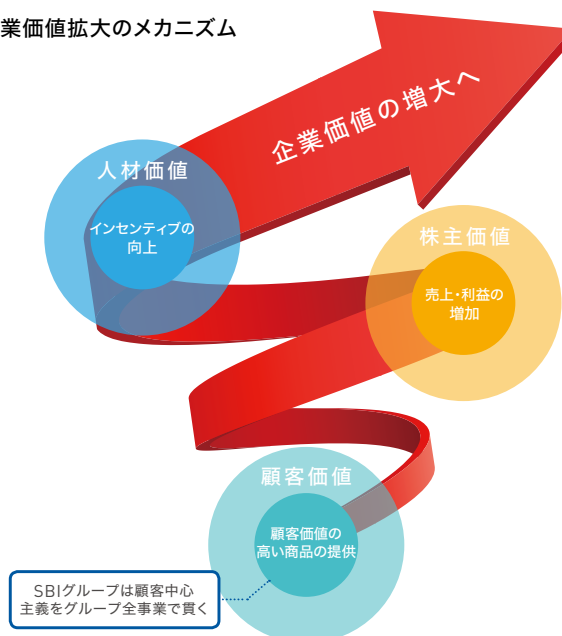 業価値拡大のメカニズム
企業価値の増大へ
人材価値
インセンティブの
向上
株主価値
売上・利益の
増加
顧客価値
顧客価値の
高い商品の提供
SBIグループは顧客中心
主義をグループ全事業で貫く